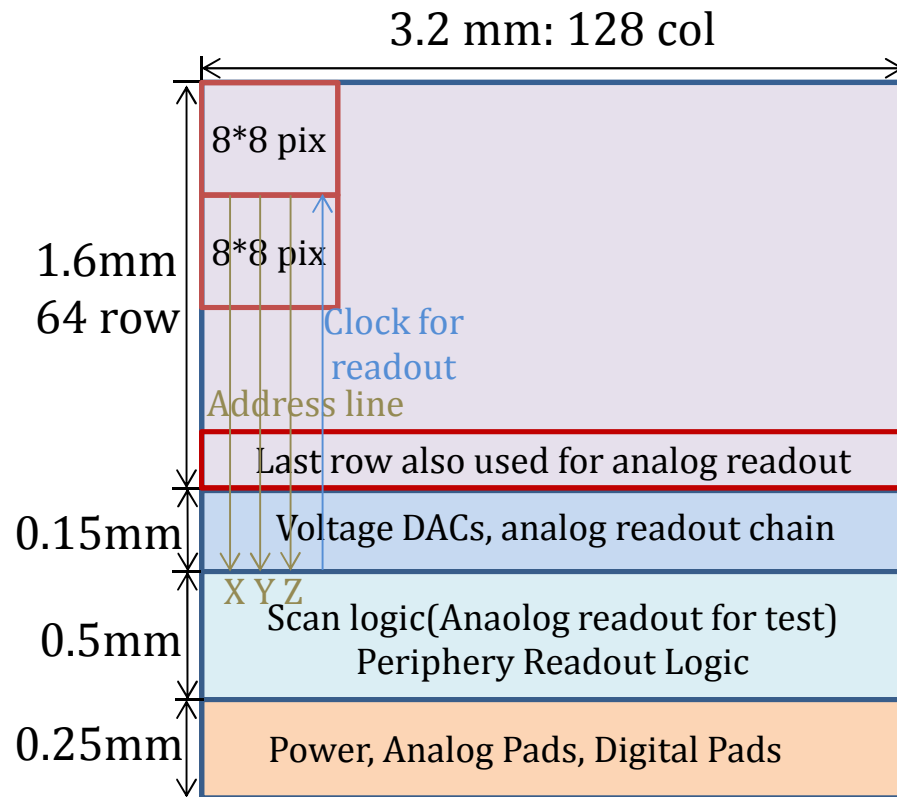 3.2 mm: 128 col
8*8 pix
8*8 pix
1.6mm
64 row
Clock for
readout
Address line
Last row also used for analog readout
0.15mm
Voltage DACs, analog readout chain
X Y Z
0.5mm
Scan logic(Anaolog readout for test)
Periphery Readout Logic
0.25mm
Power, Analog Pads, Digital Pads